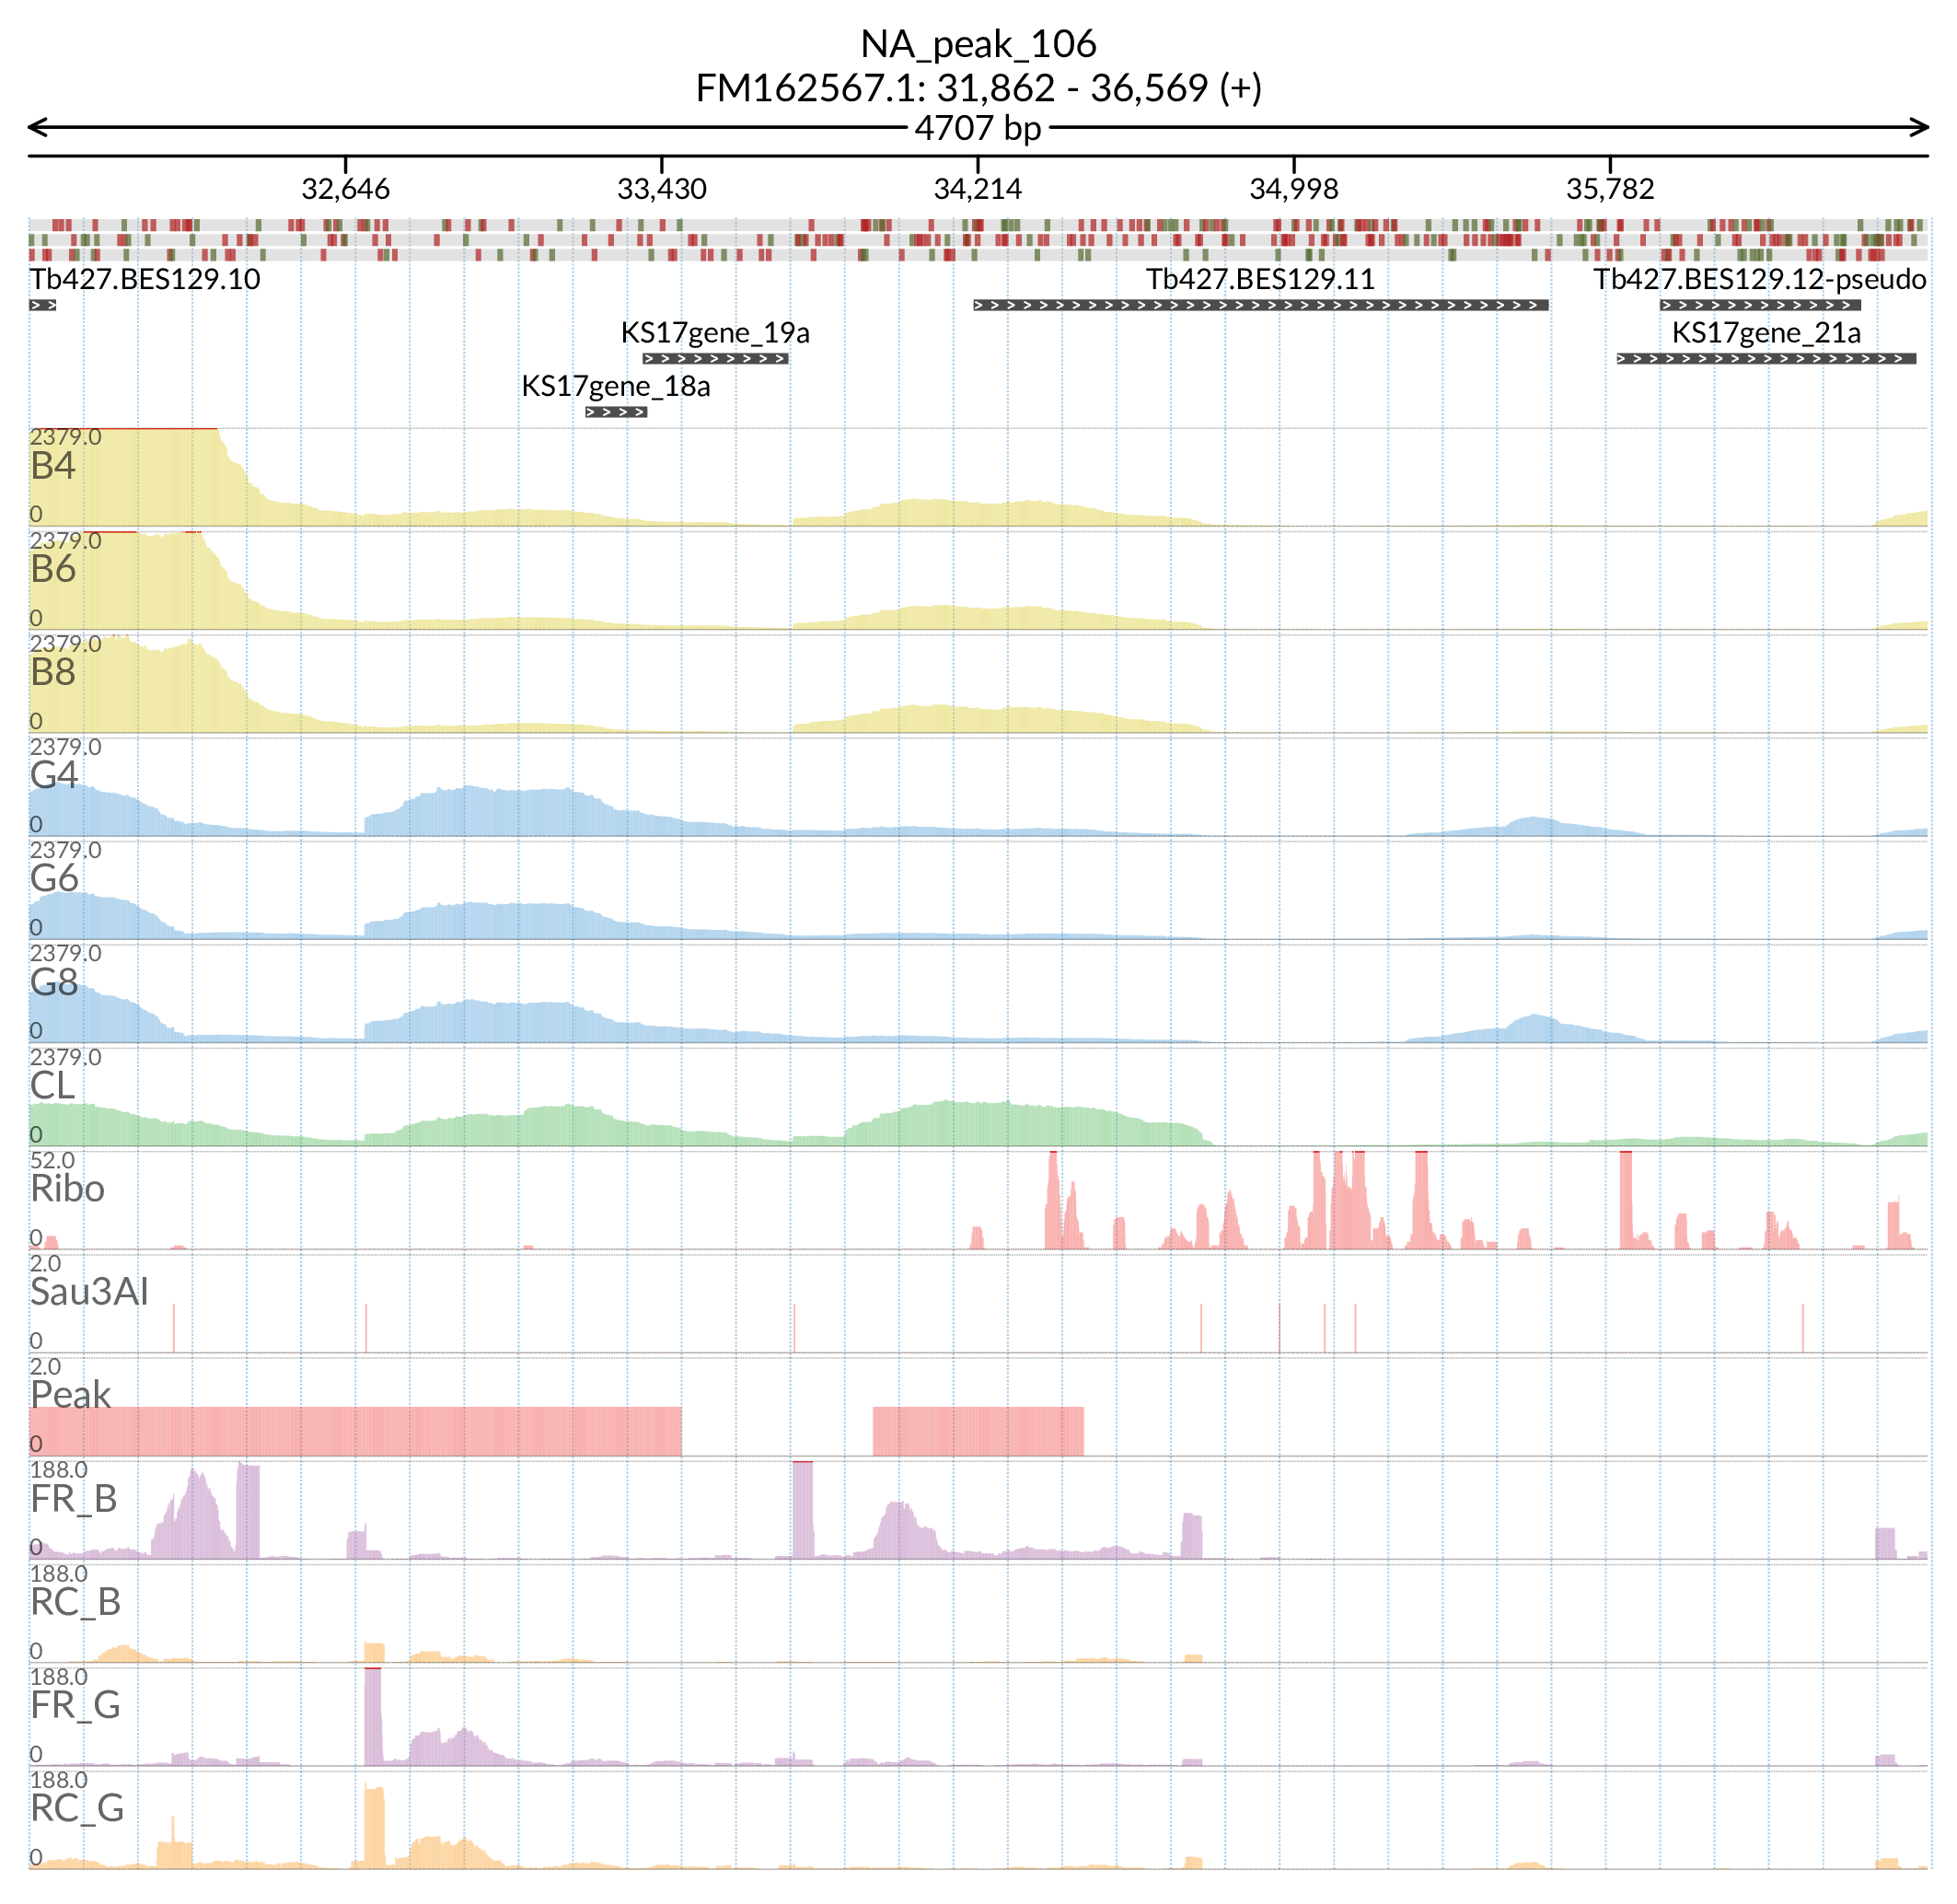 NA_peak_106
FM162567.1: 31,862 - 36,569 (+)
4707 bp
32,646 33,430 34,214 34,998 35,782
Tb427.BES129.10 Tb427.BES129.11 Tb427.BES129.12-pseudo
KS17gene_19a KS17gene_21a
KS17gene_18a
2379.0
B4
0
2379.0
B6
0
2379.0
B8
0
2379.0
G4
0
2379.0
G6
0
2379.0
G8
0
2379.0
CL
0
52.0
Ribo
0
2.0
Sau3AI
0
2.0
Peak
0
188.0
FR_B
0
188.0
RC_B
0
188.0
FR_G
0
188.0
RC_G
0